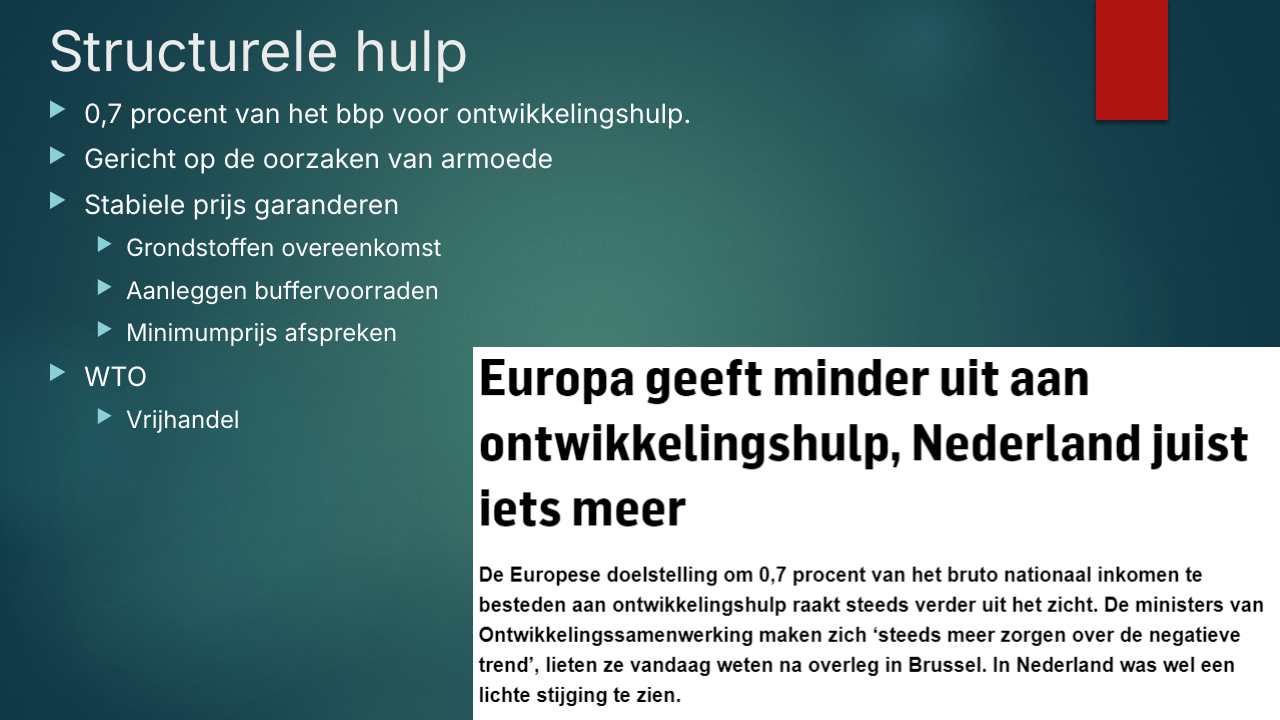 Structurele hulp
0,7 procent van het bbp voor ontwikkelingshulp.
Gericht op de oorzaken van armoede
Stabiele prijs garanderen
Grondstoffen overeenkomst
Aanleggen buffervoorraden
Minimumprijs afspreken
WTO
Vrijhandel
Europa geeft minder uit aan
ontwikkelingshulp, Nederland juist
iets meer
De Europese doelstelling om 0,7 procent van het bruto nationaal inkomen te
besteden aan ontwikkelingshulp raakt steeds verder uit het zicht. De ministers van
Ontwikkelingssamenwerking maken zich ‘steeds meer zorgen over de negatieve
trend’, lieten ze vandaag weten na overleg in Brussel. In Nederland was wel een
lichte stijging te zien.